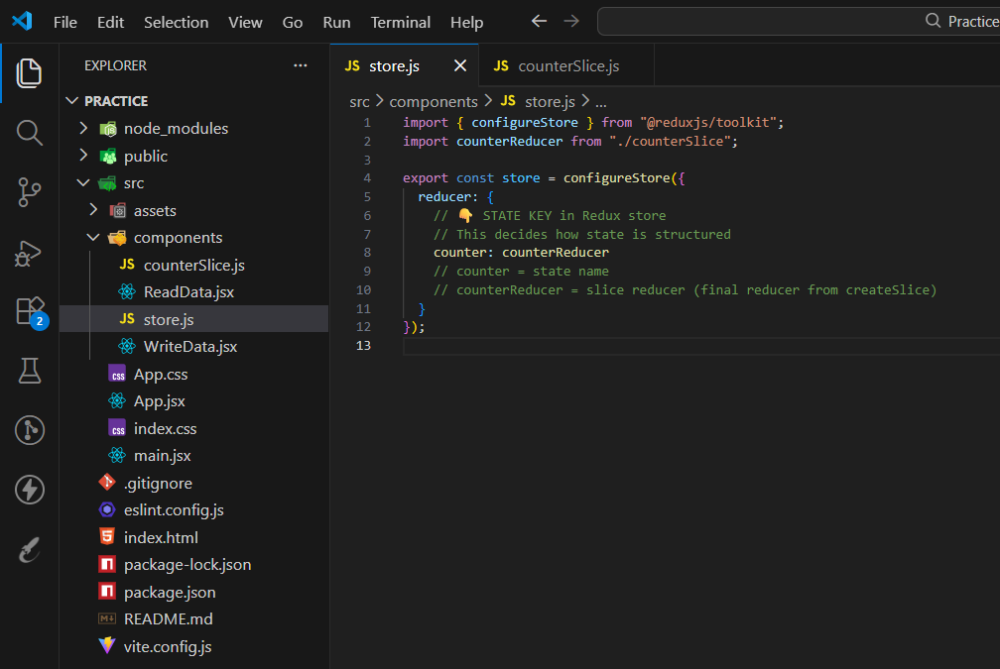 File Edit Selection View Go Run Terminal Help
Practice
EXPLORER
PRACTICE
node_modules
public
src
assets
components
JS counterSlice.js
ReadData.jsx
JS store.js
WriteData.jsx
css App.css
App.jsx
css index.css
main.jsx
.gitignore
eslint.config.js
5 index.html
package-lock.json
package.json
M↓ README.md
vite.config.js
2
JS store.js
JS counterSlice.js
src > components > JS store.js > ...
1 import { configureStore } from "@reduxjs/toolkit";
2 import counterReducer from "./counterSlice";
3
4 export const store = configureStore({
5 reducer: {
6 // 👇 STATE KEY in Redux store
7 // This decides how state is structured
8 counter: counterReducer
9 // counter = state name
10 // counterReducer = slice reducer (final reducer from createSlice)
11 }
12 });
13